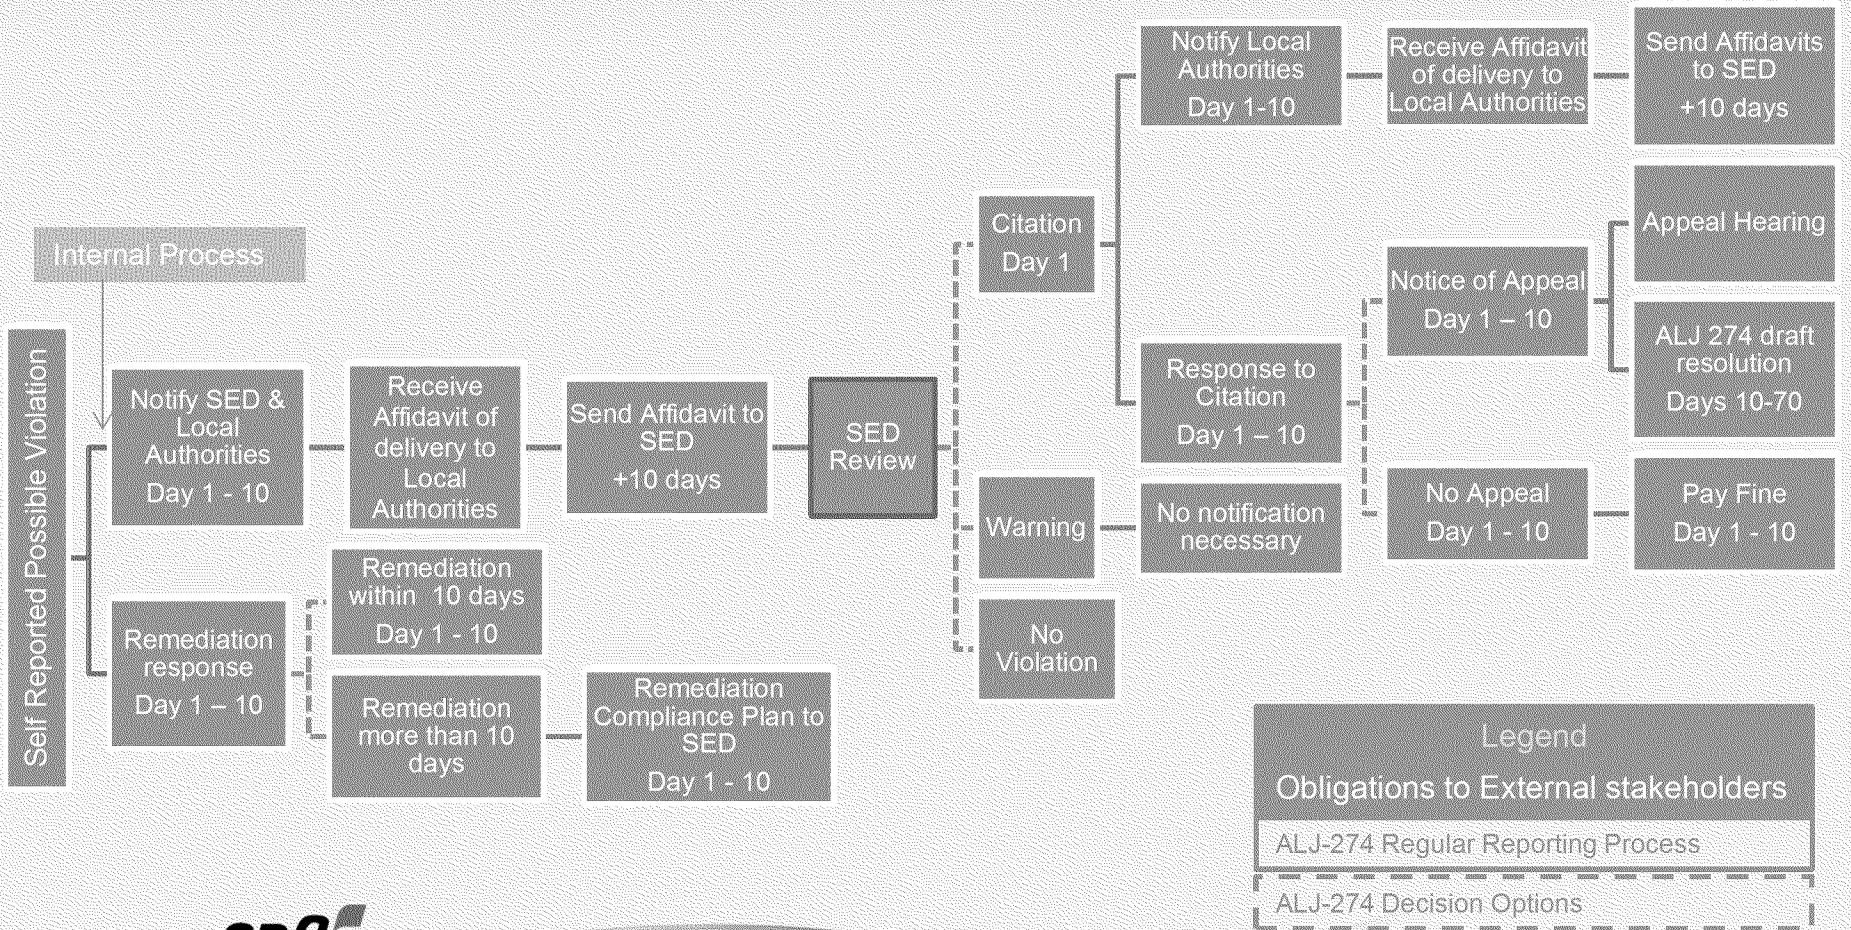 Self Reported Possible Violation
Internal Process
Notify SED &
Local
Authorities
Day 1 - 10
Receive
Affidavit of
delivery to
Local
Authorities
Send Affidavit to
SED
+10 days
SED
Review
Remediation
response
Day 1 – 10
Remediation
within 10 days
Day 1 - 10
Remediation
more than 10
days
Remediation
Compliance Plan to
SED
Day 1 - 10
Citation
Day 1
Warning
No
Violation
Notify Local
Authorities
Day 1-10
Receive Affidavit
of delivery to
Local Authorities
Send Affidavits
to SED
+10 days
Response to
Citation
Day 1 – 10
No notification
necessary
Notice of Appeal
Day 1 – 10
Appeal Hearing
ALJ 274 draft
resolution
Days 10-70
No Appeal
Day 1 - 10
Pay Fine
Day 1 - 10
Legend
Obligations to External stakeholders
ALJ-274 Regular Reporting Process
ALJ-274 Decision Options